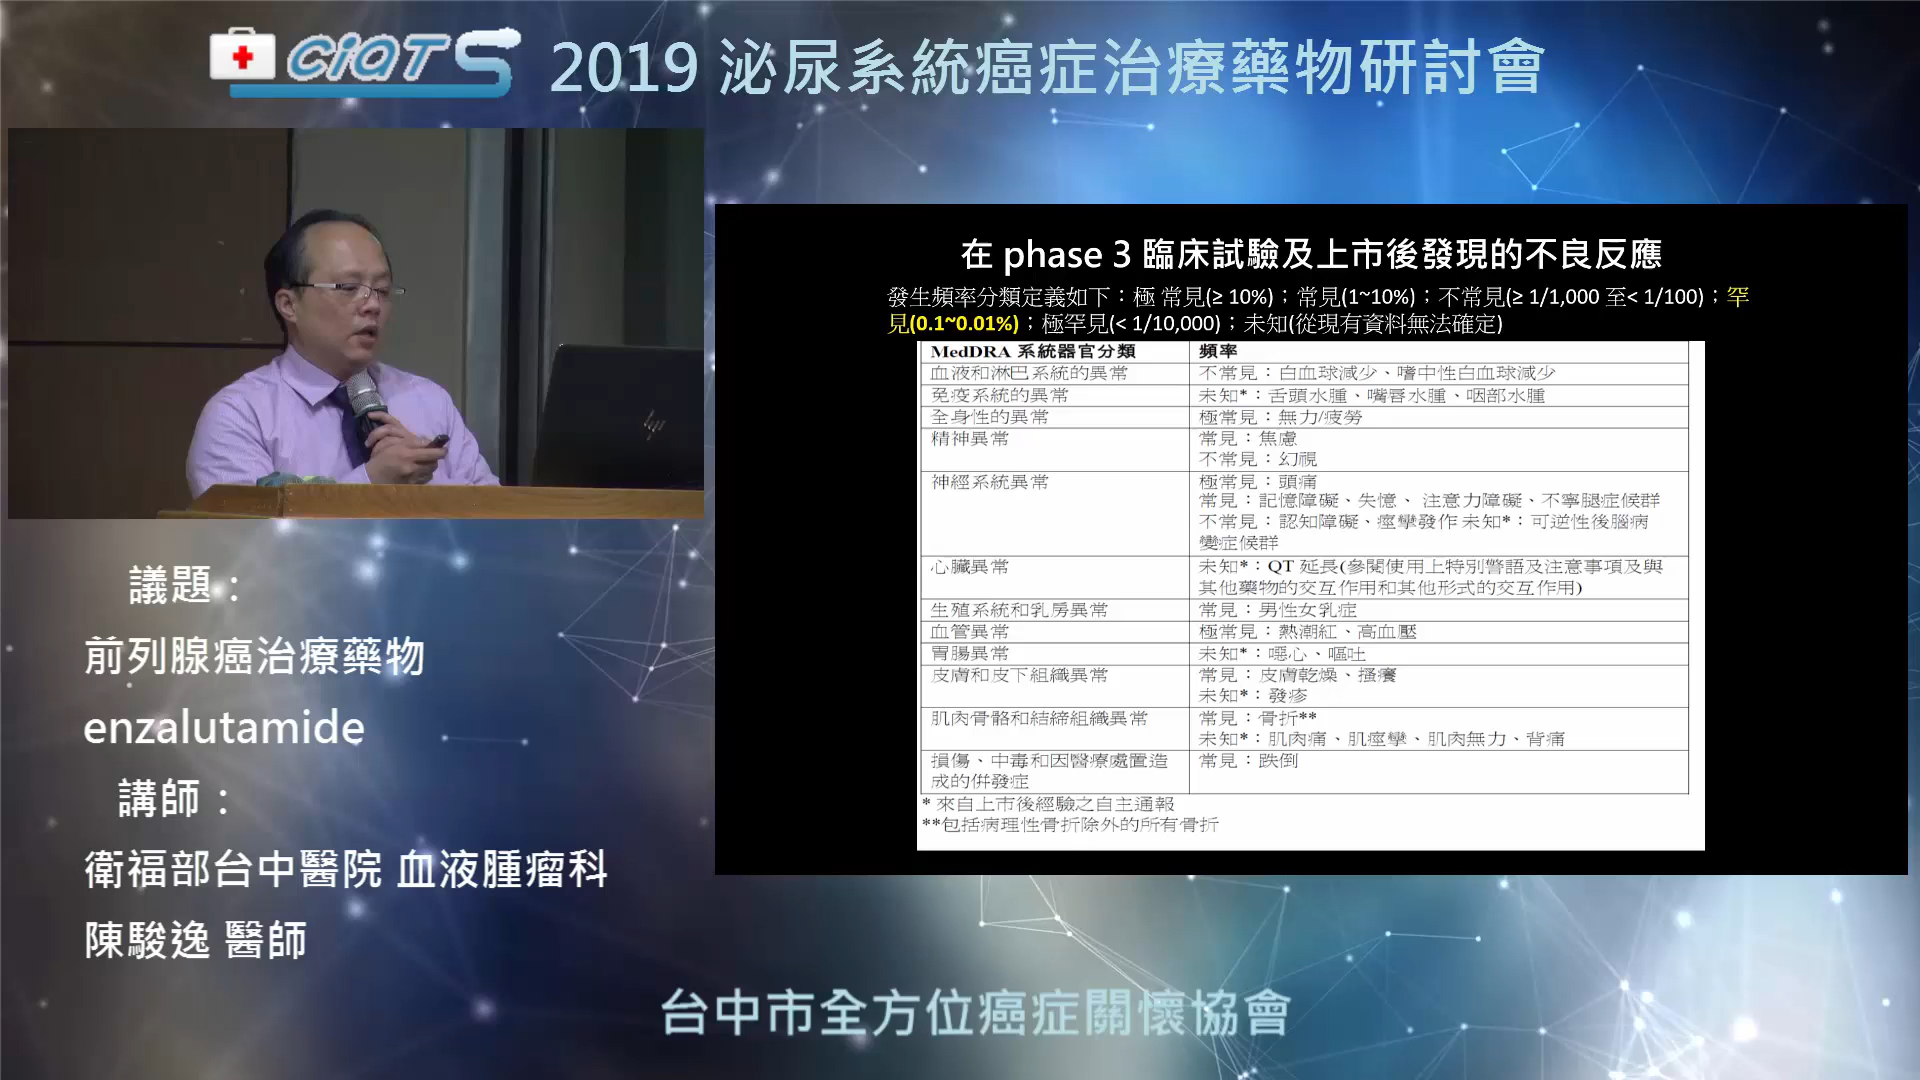 CiQTS 2019 泌尿系統癌症治療藥物研討會
議題：
前列腺癌治療藥物
enzalutamide
講師：
衛福部台中醫院 血液腫瘤科
陳駿逸 醫師
在 phase 3 臨床試驗及上市後發現的不良反應
發生頻率分類定義如下：極 常見(≥ 10%)；常見(1~10%)；不常見(≥ 1/1,000 至< 1/100)；罕
見(0.1~0.01%)；極罕見(< 1/10,000)；未知(從現有資料無法確定)
MedDRA 系統器官分類 頻率
血液和淋巴系統的異常 不常見：白血球減少、嗜中性白血球減少
免疫系統的異常 未知*：舌頭水腫、嘴唇水腫、咽部水腫
全身性的異常 極常見：無力/疲勞
精神異常 常見：焦慮
不常見：幻視
神經系統異常 極常見：頭痛
常見：記憶障礙、失憶、 注意力障礙、不寧腿症候群
不常見：認知障礙、痙攣發作 未知*：可逆性後腦病
變症候群
心臟異常 未知*：QT 延長(參閱使用上特別警語及注意事項及與
其他藥物的交互作用和其他形式的交互作用)
生殖系統和乳房異常 常見：男性女乳症
血管異常 極常見：熱潮紅、高血壓
胃腸異常 未知*：噁心、嘔吐
皮膚和皮下組織異常 常見：皮膚乾燥、搔癢
未知*：發疹
肌肉骨骼和結締組織異常 常見：骨折**
未知*：肌肉痛、肌痙攣、肌肉無力、背痛
損傷、中毒和因醫療處置造 常見：跌倒
成的併發症
* 來自上市後經驗之自主通報
**包括病理性骨折除外的所有骨折
hp
台中市全方位癌症關懷協會